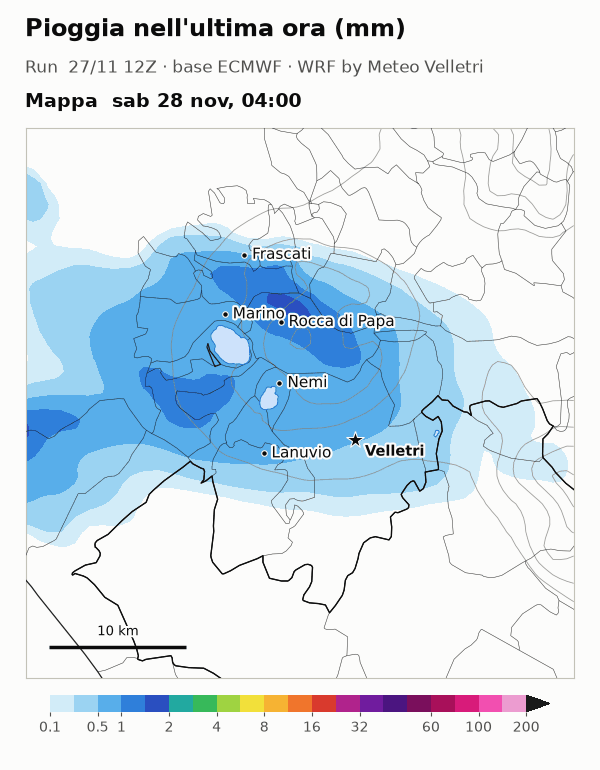 Pioggia nell'ultima ora (mm)
Run  27/11 12Z · base ECMWF · WRF by Meteo Velletri
Mappa  sab 28 nov, 04:00
Frascati
Marino
Rocca di Papa
Nemi
Velletri
Lanuvio
10 km
0.1 0.5 1 2 4 8 16 32 60 100 200